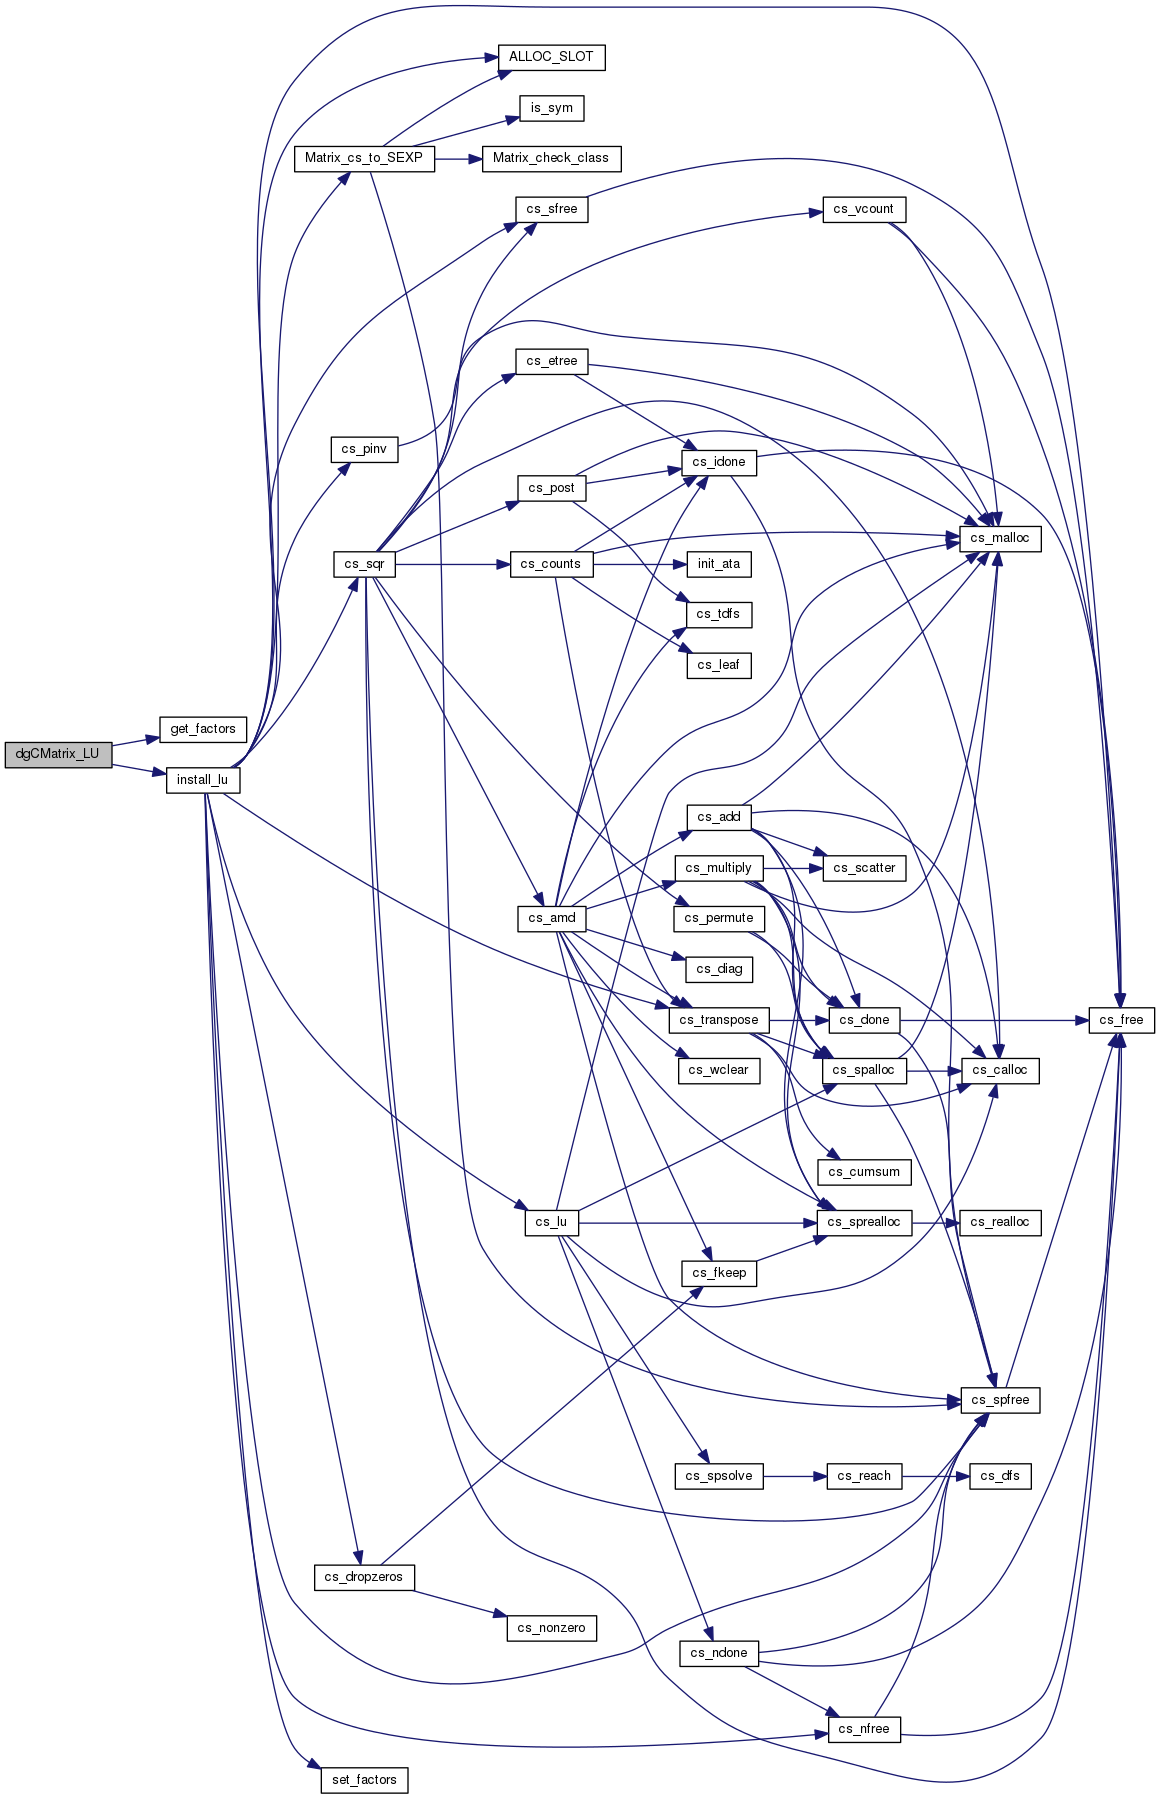 ALLOC_SLOT
is_sym
Matrix_cs_to_SEXP
Matrix_check_class
cs_sfree
cs_vcount
cs_etree
cs_pinv
cs_idone
cs_post
cs_malloc
cs_sqr
cs_counts
init_ata
cs_tdfs
cs_leaf
get_factors
dgCMatrix_LU
install_lu
cs_add
cs_multiply
cs_scatter
cs_amd
cs_permute
cs_diag
cs_transpose
cs_done
cs_free
cs_wclear
cs_spalloc
cs_calloc
cs_cumsum
cs_lu
cs_sprealloc
cs_realloc
cs_fkeep
cs_spfree
cs_spsolve
cs_reach
cs_dfs
cs_dropzeros
cs_nonzero
cs_ndone
cs_nfree
set_factors